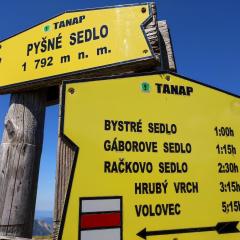 TANAP
PYŠNÉ SEDLO
1 792 m n. m.
TANAP
BYSTRÉ SEDLO 1:00h
GÁBOROVE SEDLO 1:15h
RAČKOVO SEDLO 2:30h
HRUBÝ VRCH 3:15h
VOLOVEC 5:15h